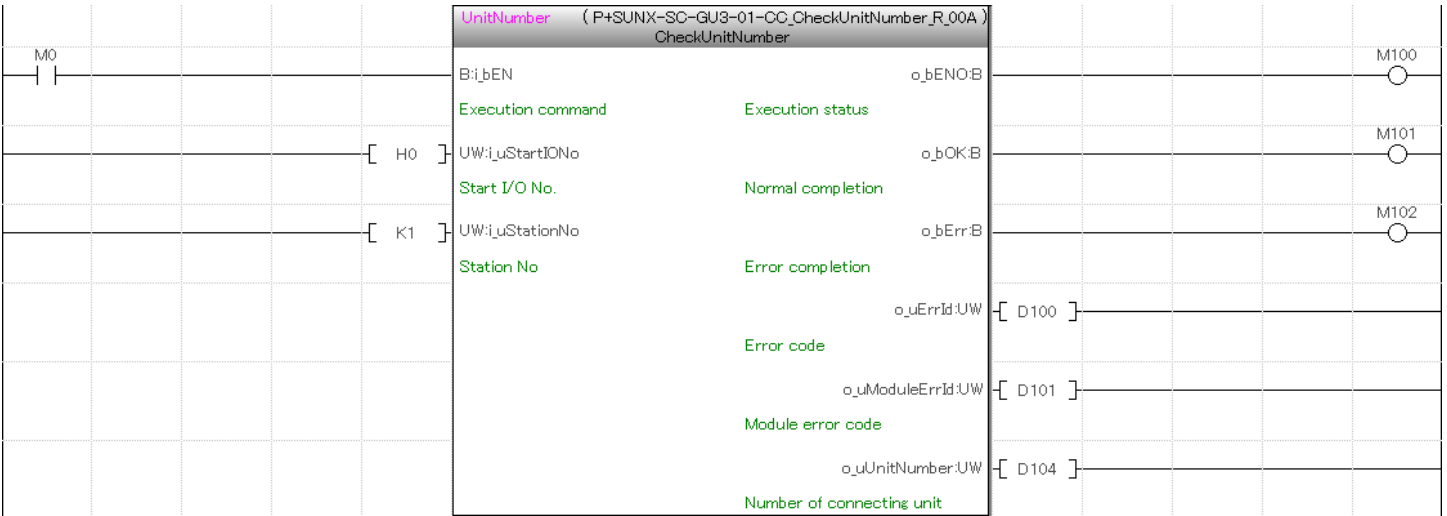 UnitNumber (P+SUNX-SC-GU3-01-CC_CheckUnitNumber_R_00A)
CheckUnitNumber
M0
B:i_bEN
o_bENO:B
M100
Execution command
Execution status
H0
UW:i_uStartIONo
o_bOK:B
M101
Start I/O No.
Normal completion
K1
UW:i_uStationNo
o_bErr:B
M102
Station No
Error completion
o_uErrId:UW
D100
Error code
o_uModuleErrId:UW
D101
Module error code
o_uUnitNumber:UW
D104
Number of connecting unit